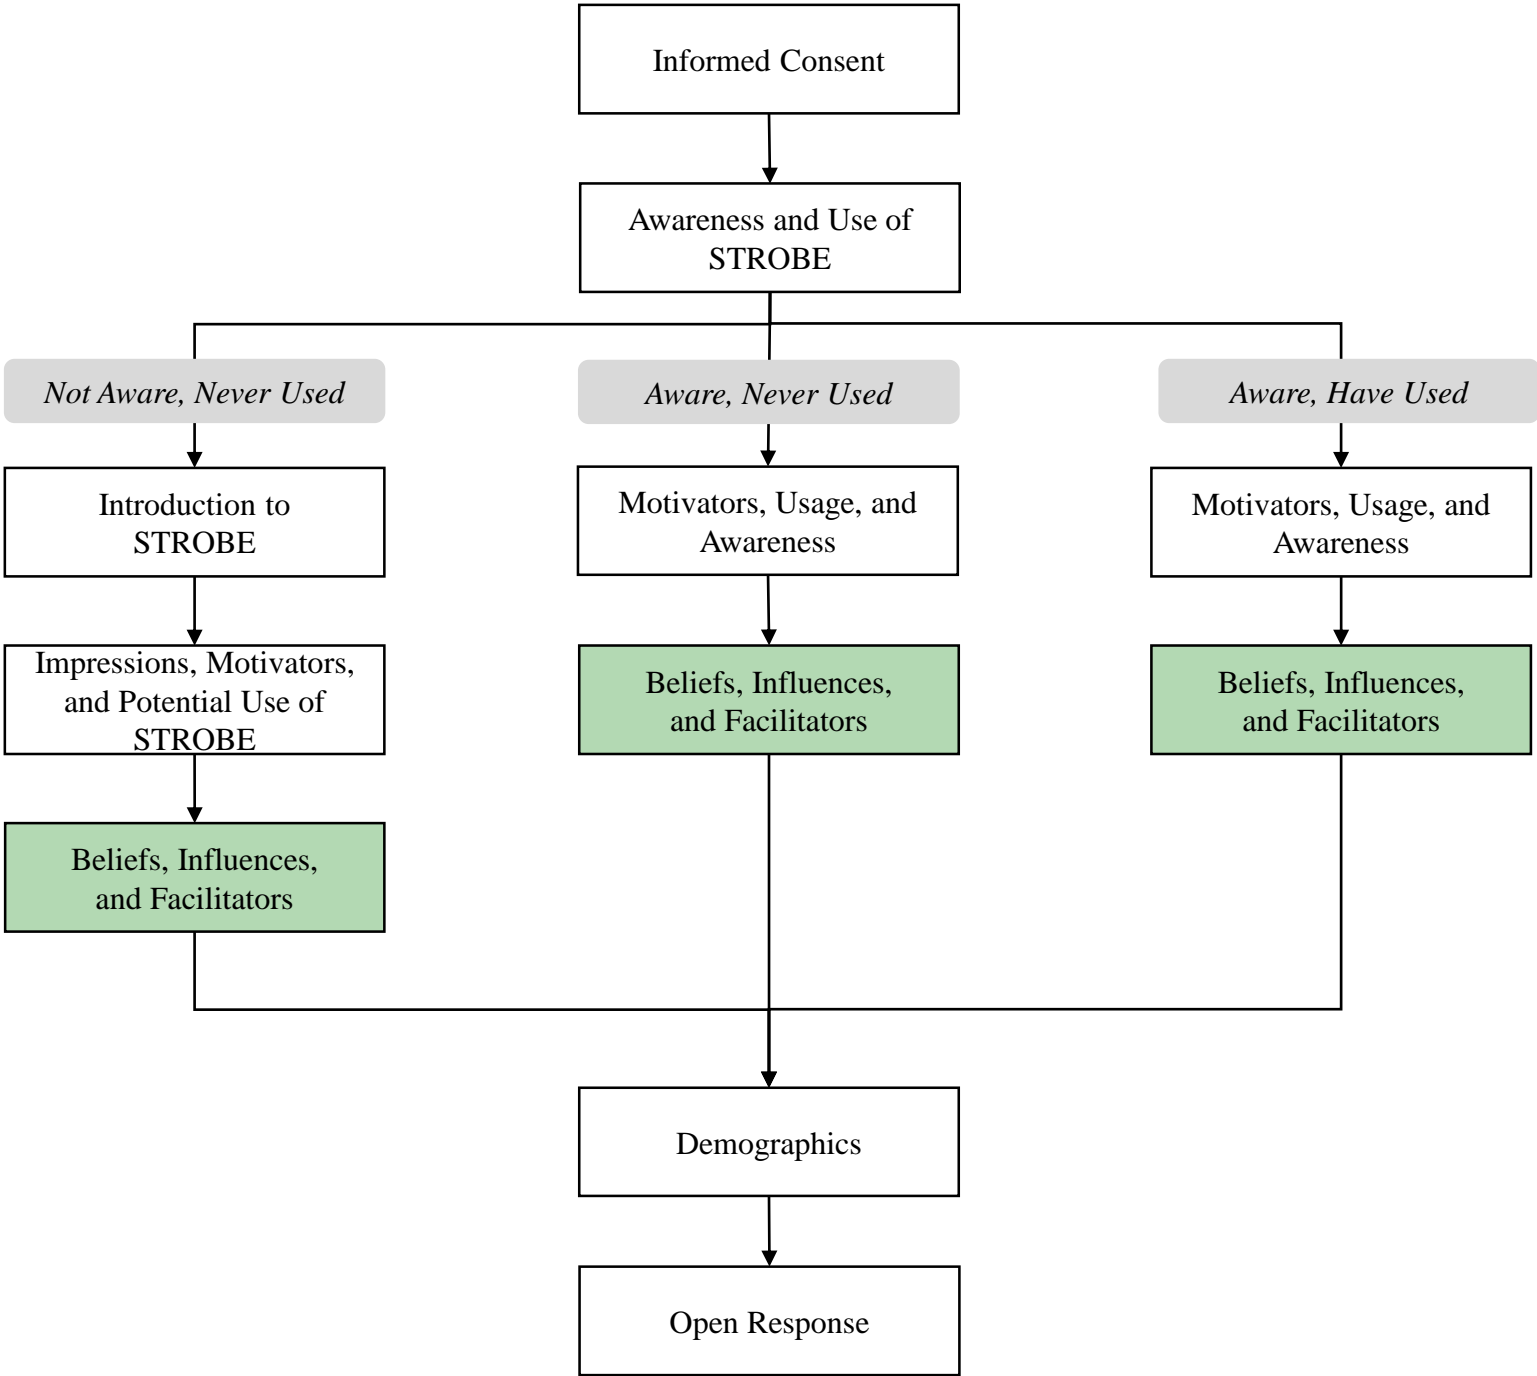 Informed Consent
Awareness and Use of
STROBE
Not Aware, Never Used
Aware, Never Used
Aware, Have Used
Introduction to
STROBE
Motivators, Usage, and
Awareness
Motivators, Usage, and
Awareness
Impressions, Motivators,
and Potential Use of
STROBE
Beliefs, Influences,
and Facilitators
Beliefs, Influences,
and Facilitators
Beliefs, Influences,
and Facilitators
Demographics
Open Response